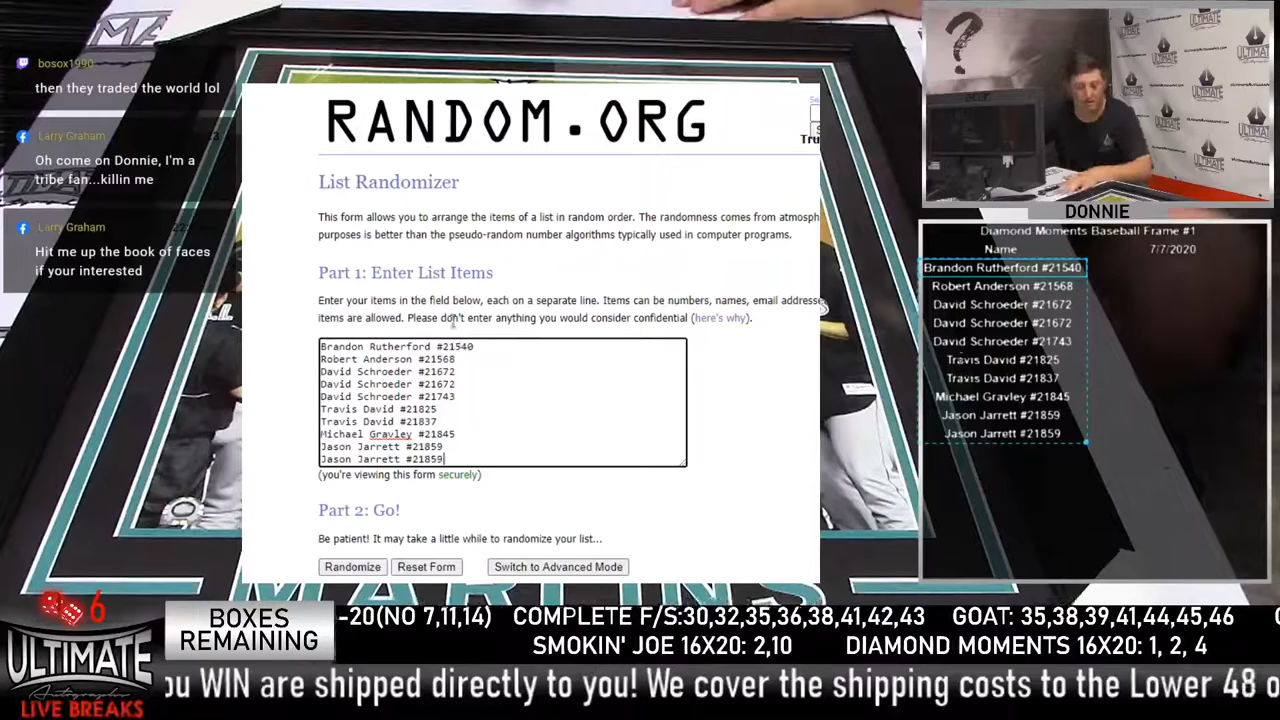 bosox1990
then they traded the world lol
Larry Graham
Oh come on Donnie, I'm a
tribe fan...killin me
Larry Graham
Hit me up the book of faces
if your interested
RANDOM.ORG
Tru
List Randomizer
This form allows you to arrange the items of a list in random order. The randomness comes from atmosph
purposes is better than the pseudo-random number algorithms typically used in computer programs.
Part 1: Enter List Items
Enter your items in the field below, each on a separate line. Items can be numbers, names, email addresse
items are allowed. Please don't enter anything you would consider confidential (here's why).
Brandon Rutherford #21540
Robert Anderson #21568
David Schroeder #21672
David Schroeder #21672
David Schroeder #21743
Travis David #21825
Travis David #21837
Michael Gravley #21845
Jason Jarrett #21859
Jason Jarrett #21859
(you're viewing this form securely)
Part 2: Go!
Be patient! It may take a little while to randomize your list...
Randomize Reset Form Switch to Advanced Mode
MARLINS
ULTIMATE
DONNIE
Diamond Moments Baseball Frame #1
Name 7/7/2020
Brandon Rutherford #21540
Robert Anderson #21568
David Schroeder #21672
David Schroeder #21672
David Schroeder #21743
Travis David #21825
Travis David #21837
Michael Gravley #21845
Jason Jarrett #21859
Jason Jarrett #21859
6
ULTIMATE
Autographs
LIVE BREAKS
BOXES
REMAINING
-20(NO 7,11,14) COMPLETE F/S:30,32,35,36,38,41,42,43 GOAT: 35,38,39,41,44,45,46
SMOKIN' JOE 16X20: 2,10 DIAMOND MOMENTS 16X20: 1, 2, 4
ou WIN are shipped directly to you! We cover the shipping costs to the Lower 48 o